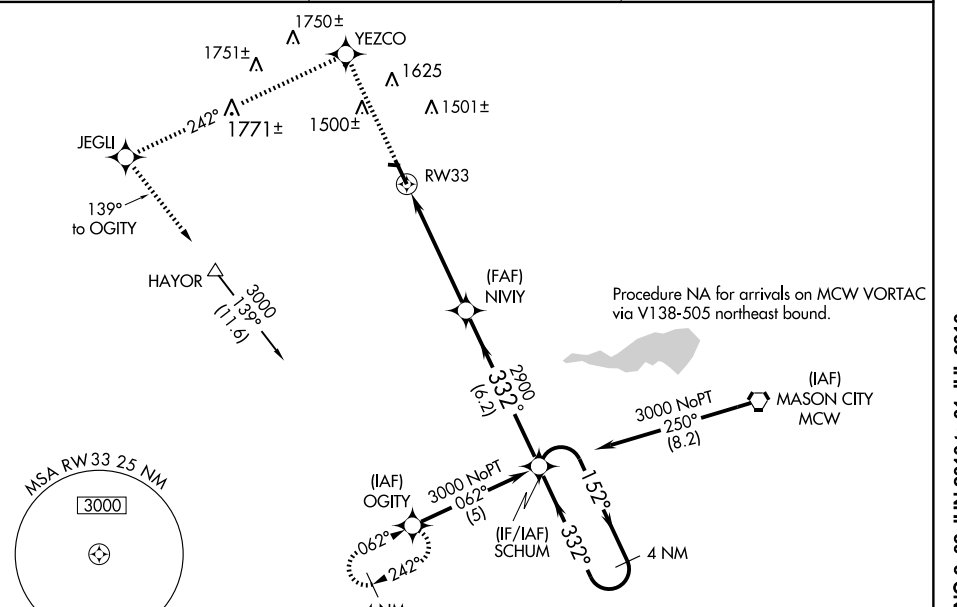 1750±
YEZCO
1751±
1625
1501±
1500±
1771±
242°
JEGLI
RW33
139°
to OGITY
HAYOR
3000
139°
(11.6)
(FAF)
NIVIY
Procedure NA for arrivals on MCW VORTAC
via V138-505 northeast bound.
2900
332°
(6.2)
(IAF)
MASON CITY
MCW
3000 NoPT
250°
(8.2)
MSA RW33 25 NM
3000
(IAF)
OGITY
3000 NoPT
062°
(5)
(IF/IAF)
SCHUM
152°
332°
4 NM
062°
242°
4 NM